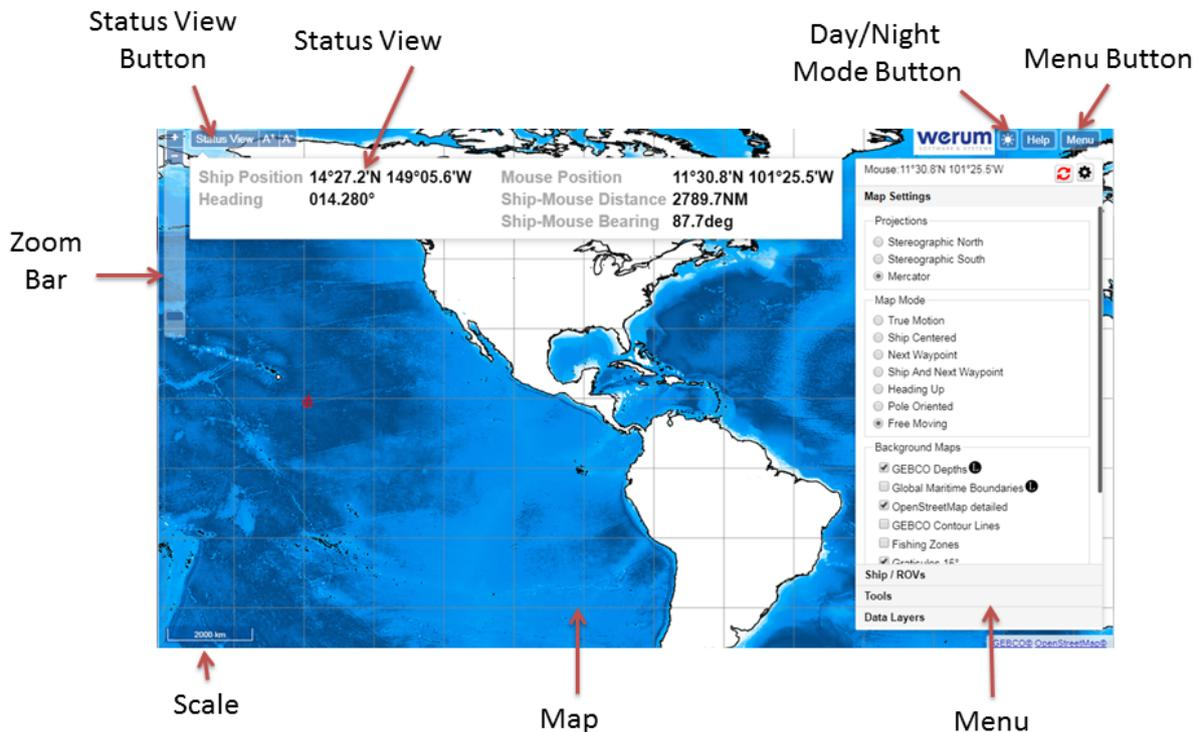 Status View
Button
Status View
Day/Night
Mode Button
Menu Button
Zoom
Bar
+
Status View A+ A-
−
Ship Position 14°27.2'N 149°05.6'W
Heading 014.280°
Mouse Position 11°30.8'N 101°25.5'W
Ship-Mouse Distance 2789.7NM
Ship-Mouse Bearing 87.7deg
werum
SOFTWARE & SYSTEMS
Help
Menu
Mouse:11°30.8'N 101°25.5'W
Map Settings
Projections
Stereographic North
Stereographic South
Mercator
Map Mode
True Motion
Ship Centered
Next Waypoint
Ship And Next Waypoint
Heading Up
Pole Oriented
Free Moving
Background Maps
GEBCO Depths L
Global Maritime Boundaries L
OpenStreetMap detailed
GEBCO Contour Lines
Fishing Zones
Graticules 15°
Ship / ROVs
Tools
Data Layers
2000 km
GEBCO© OpenStreetMap©
Scale
Map
Menu